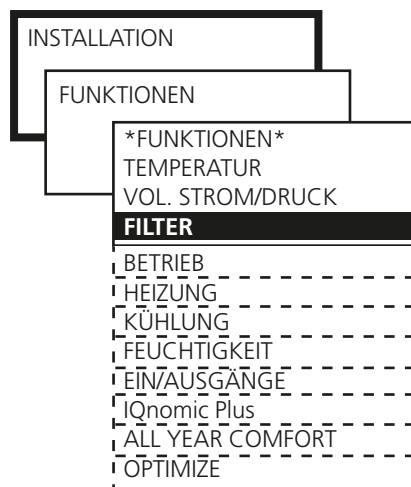 INSTALLATION
FUNKTIONEN
*FUNKTIONEN*
TEMPERATUR
VOL. STROM/DRUCK
FILTER
BETRIEB
HEIZUNG
KÜHLUNG
FEUCHTIGKEIT
EIN/AUSGÄNGE
IQnomic Plus
ALL YEAR COMFORT
OPTIMIZE